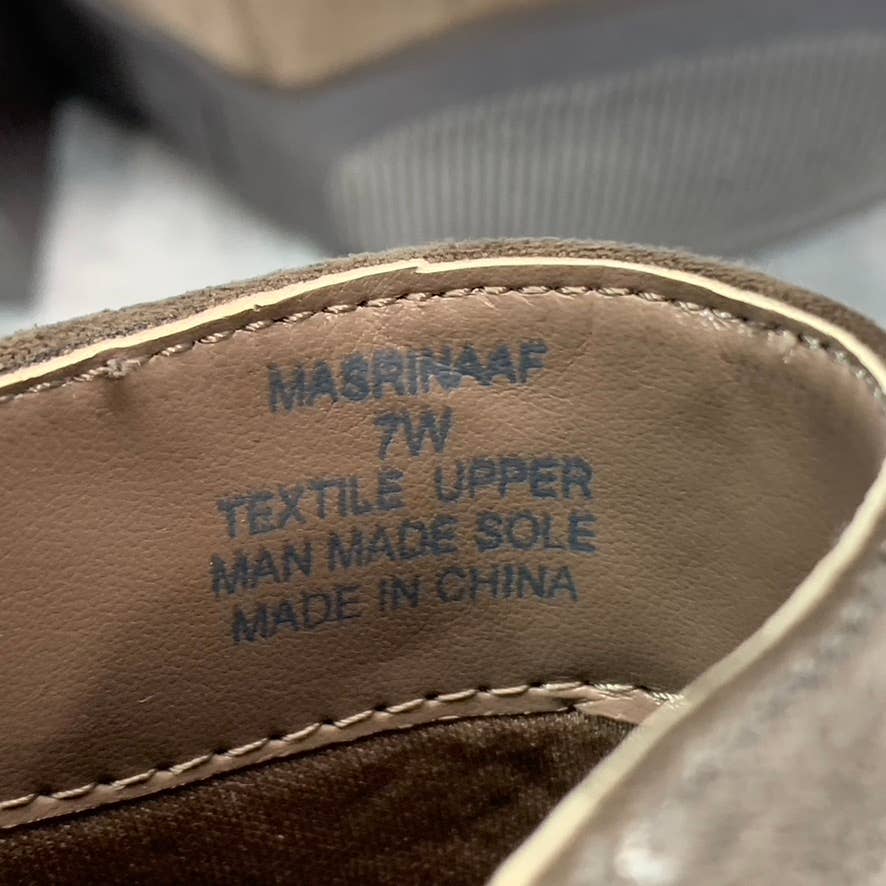 MASRINAAF
7W
TEXTILE UPPER
MAN MADE SOLE
MADE IN CHINA